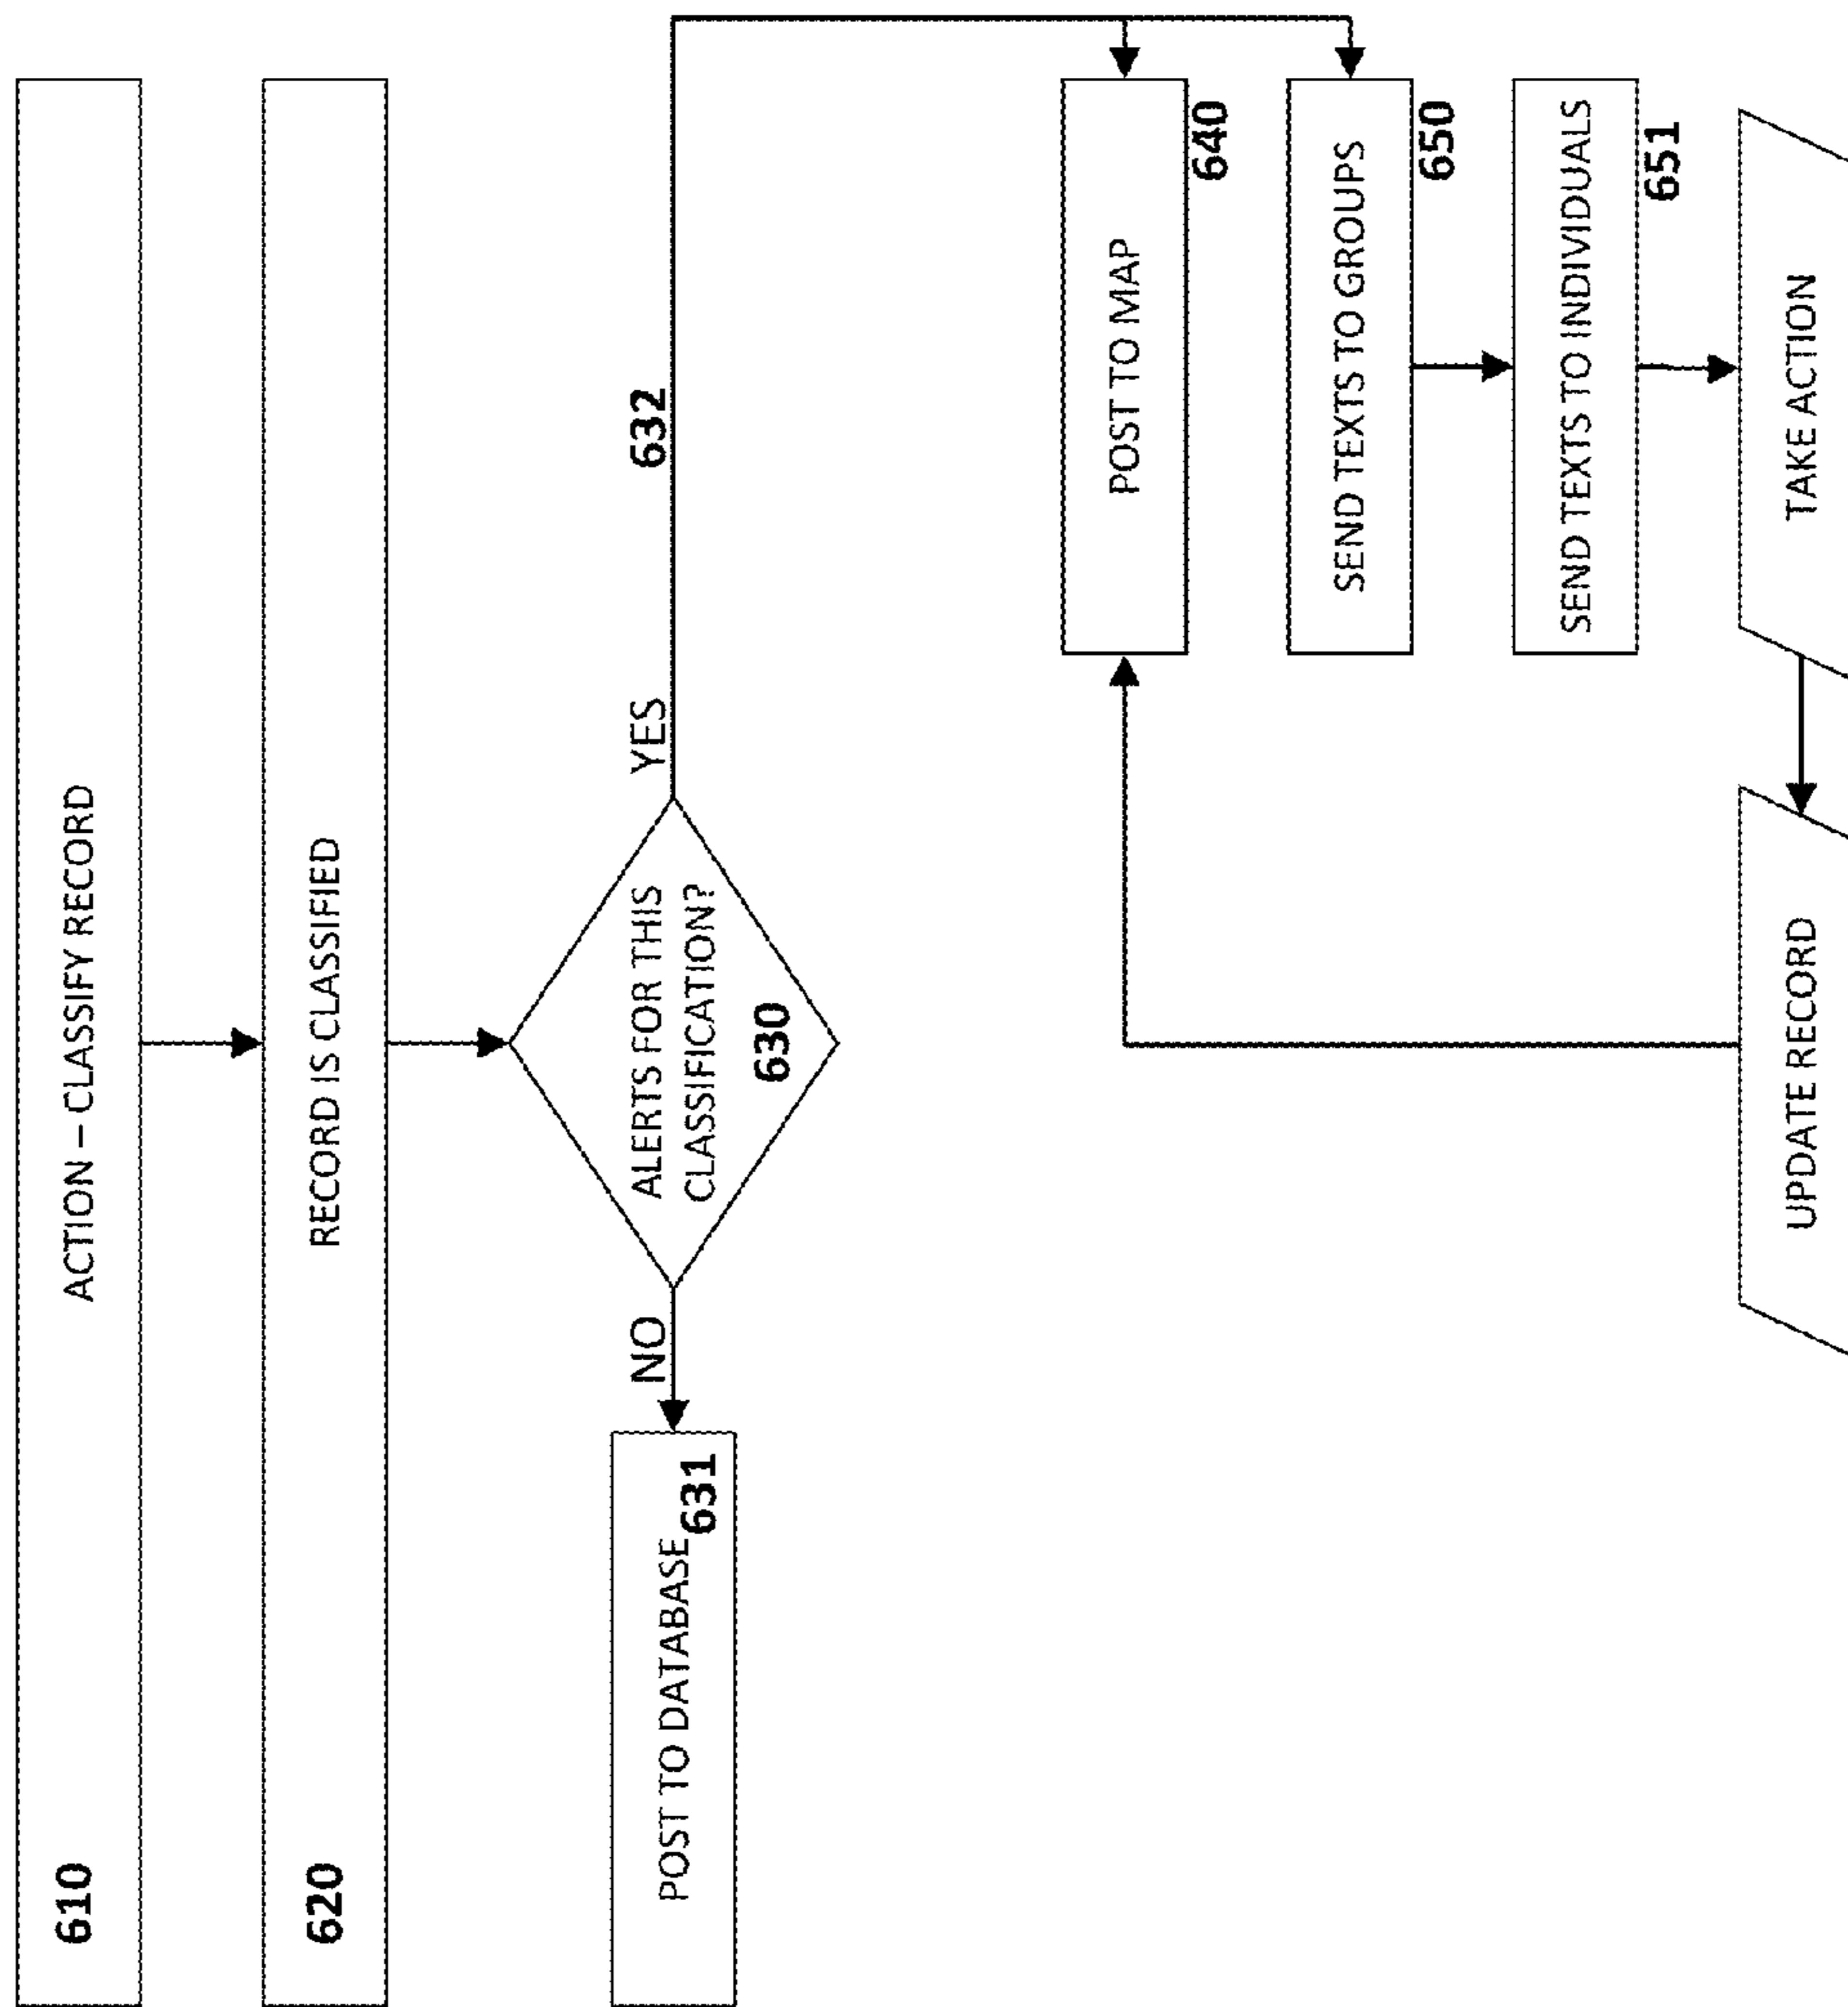 610
ACTION – CLASSIFY RECORD
620
RECORD IS CLASSIFIED
ALERTS FOR THIS
CLASSIFICATION?
630
NO
YES
632
POST TO DATABASE
631
POST TO MAP
640
SEND TEXTS TO GROUPS
650
SEND TEXTS TO INDIVIDUALS
651
UPDATE RECORD
TAKE ACTION